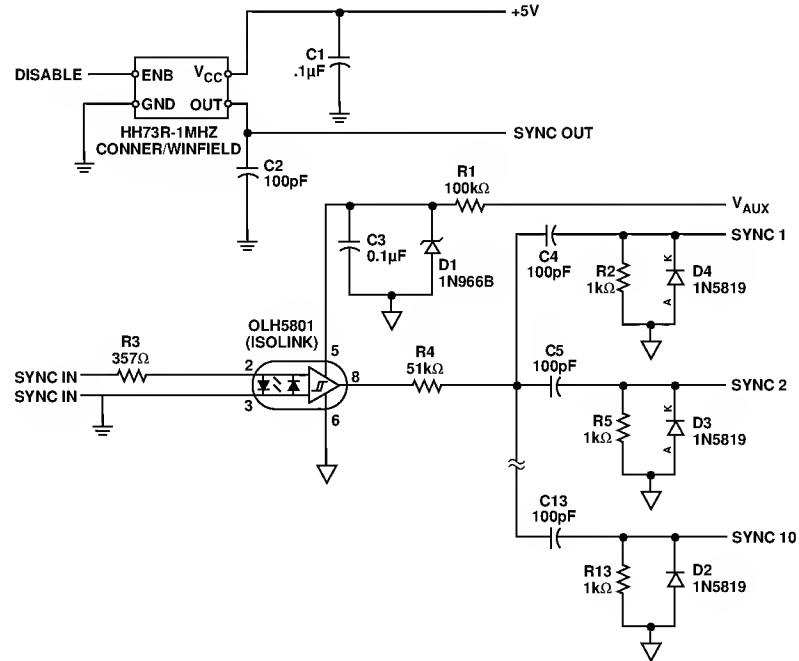 +5V
C1
.1µF
DISABLE
ENB
VCC
GND
OUT
HH73R-1MHZ
CONNER/WINFIELD
SYNC OUT
C2
100pF
R1
100kΩ
VAUX
C3
0.1µF
D1
1N966B
C4
100pF
SYNC 1
R2
1kΩ
K
A
D4
1N5819
OLH5801
(ISOLINK)
R3
357Ω
5
2
8
3
6
SYNC IN
SYNC IN
R4
51kΩ
C5
100pF
SYNC 2
R5
1kΩ
K
A
D3
1N5819
C13
100pF
SYNC 10
R13
1kΩ
D2
1N5819